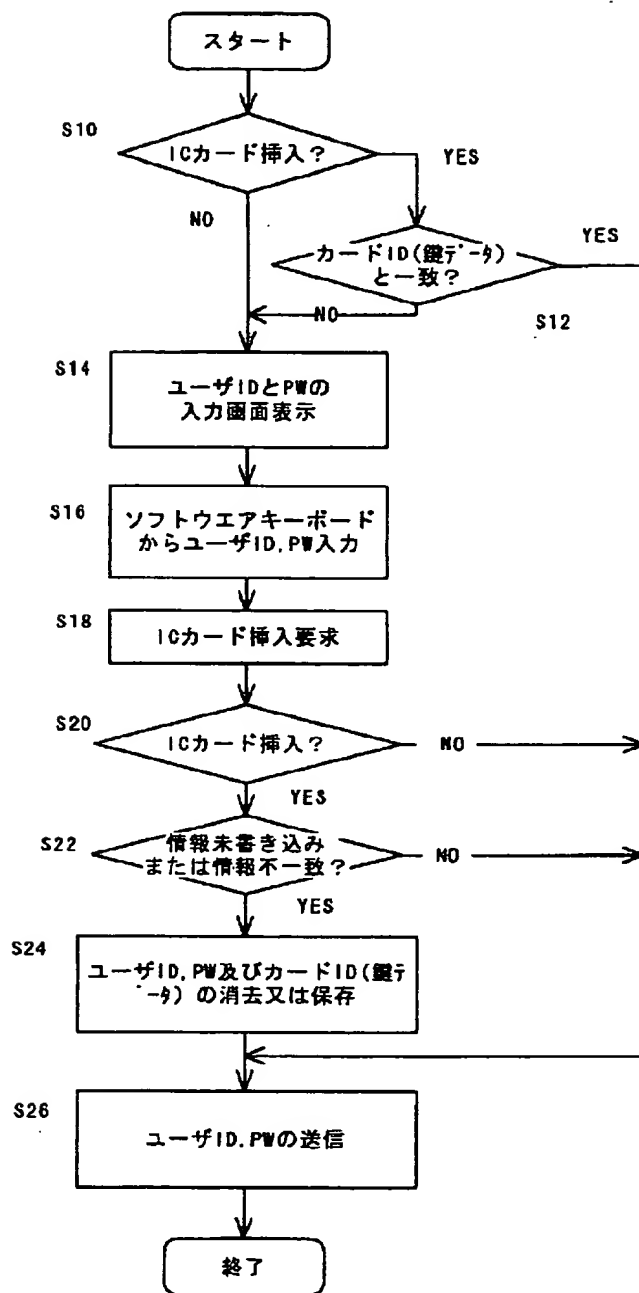 スタート
S10
ICカード挿入?
YES
NO
カードID(鍵データ)
と一致?
YES
NO
S12
S14
ユーザIDとPWの
入力画面表示
S16
ソフトウエアキーボード
からユーザID,PW入力
S18
ICカード挿入要求
S20
ICカード挿入?
NO
YES
S22
情報未書き込み
または情報不一致?
NO
YES
S24
ユーザID,PW及びカードID(鍵デ
ータ)の消去又は保存
S26
ユーザID,PWの送信
終了